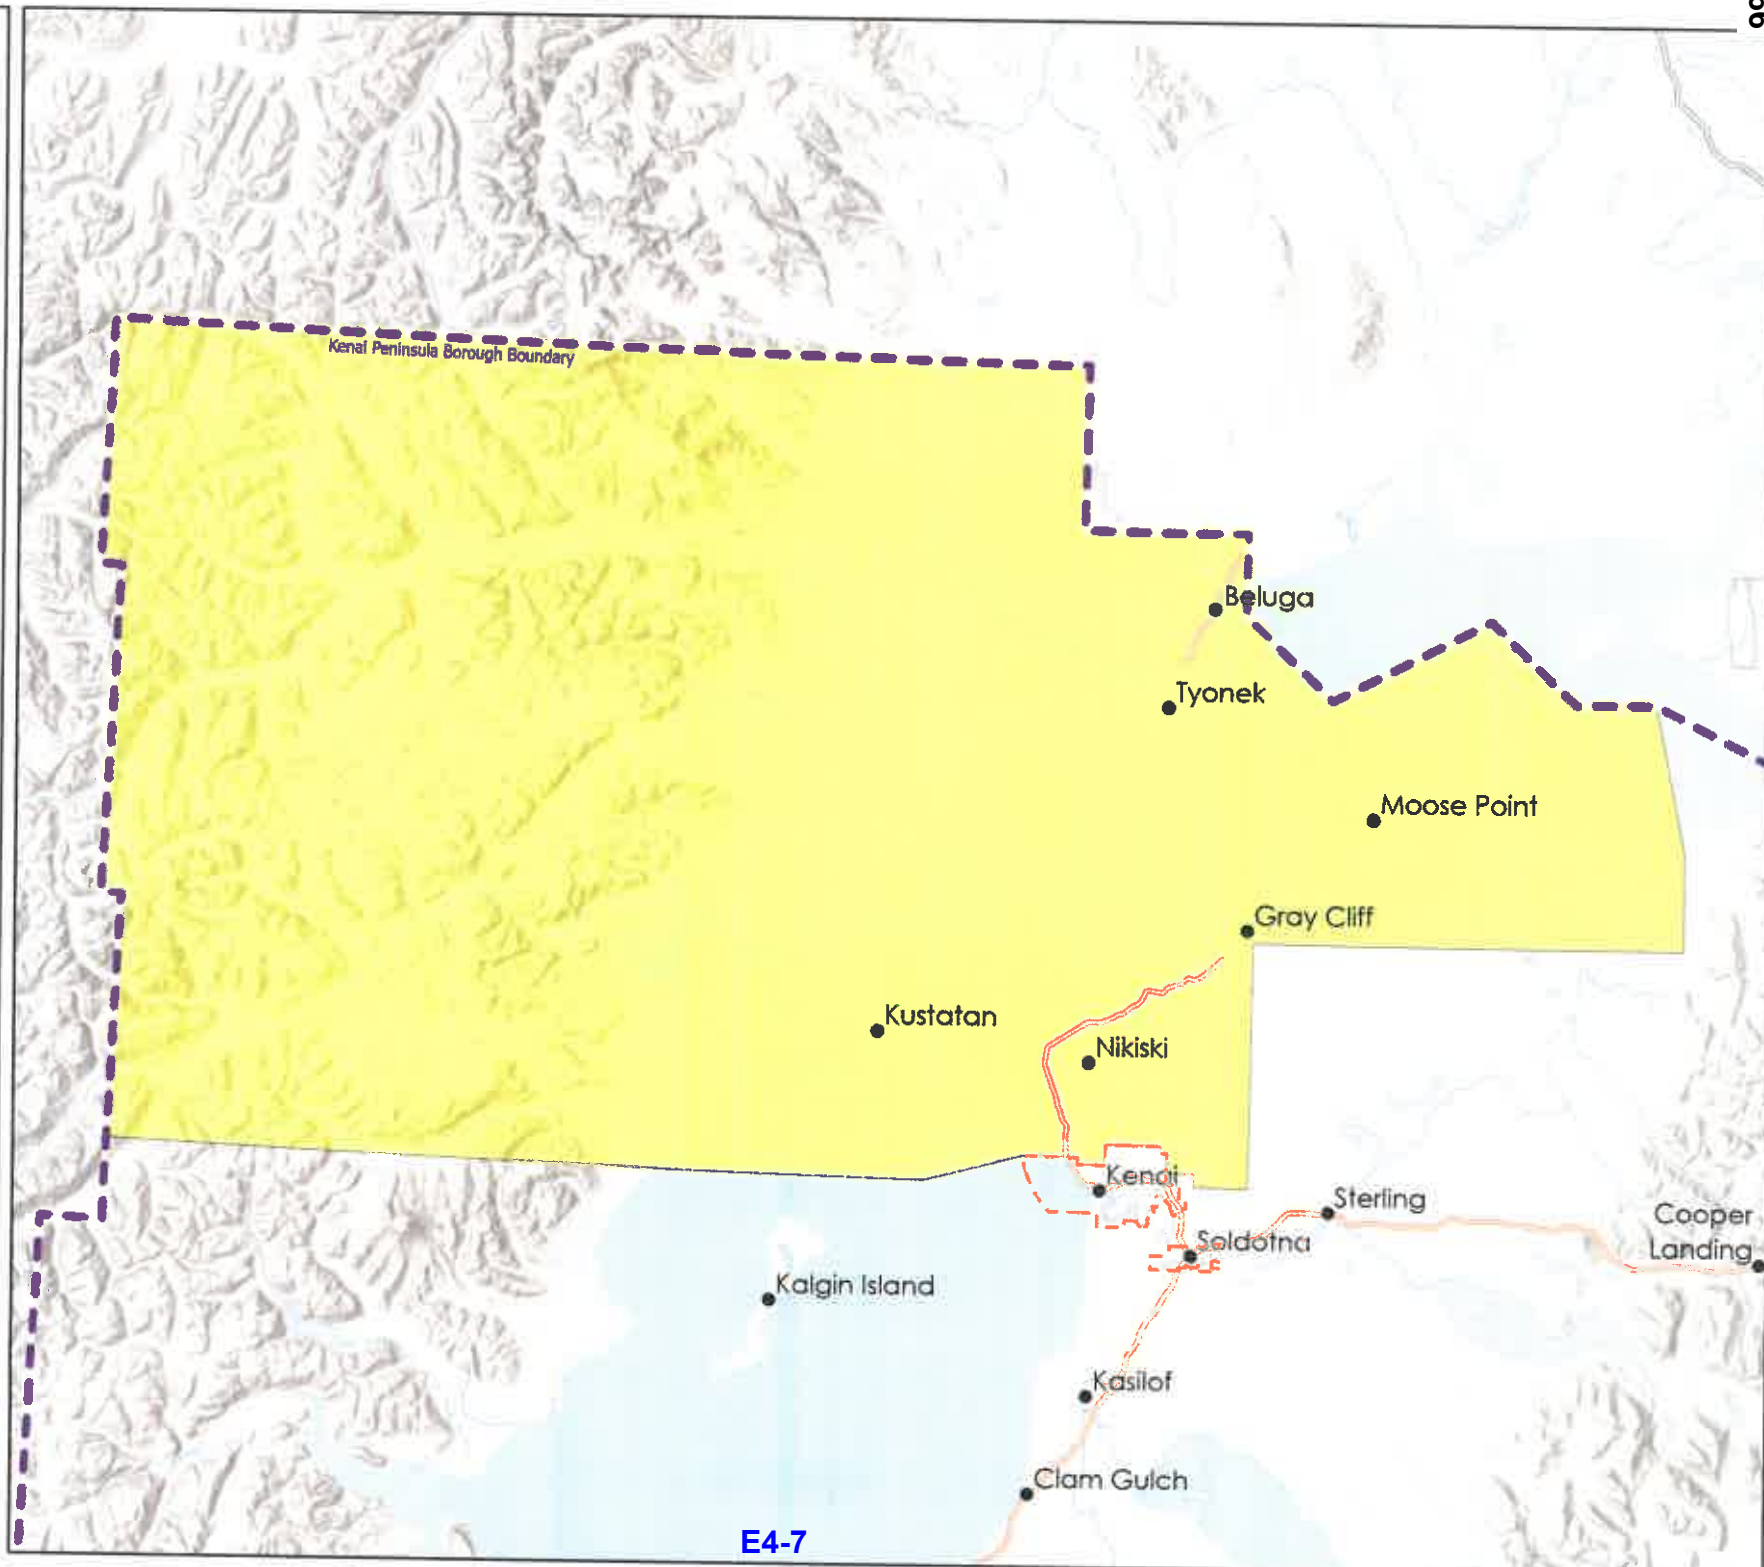 Kenai Peninsula Borough Boundary
Beluga
Tyonek
Moose Point
Gray Cliff
Kustatan
Nikiski
Kenai
Sterling
Cooper
Landing
Soldotna
Kalgin Island
Kasilof
Clam Gulch
E4-7